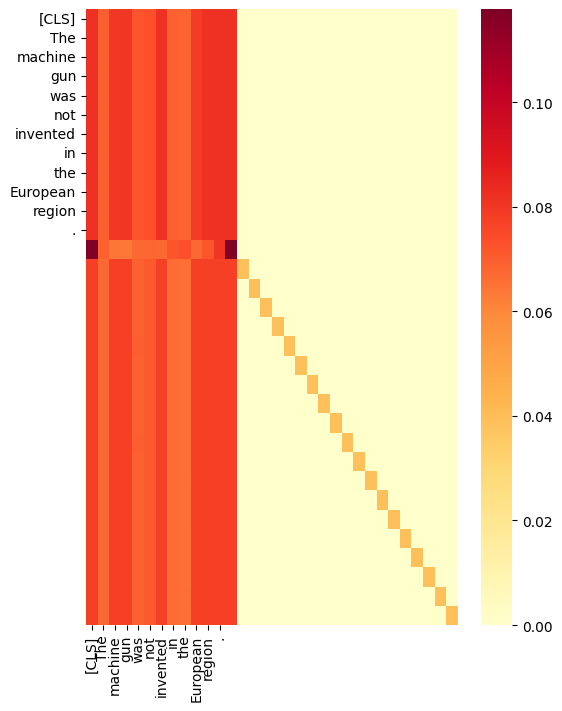 [CLS]
The
machine
gun
was
not
invented
in
the
European
region
.
0.10
0.08
0.06
0.04
0.02
0.00
[CLS]
The
machine
gun
was
not
invented
in
the
European
region
.